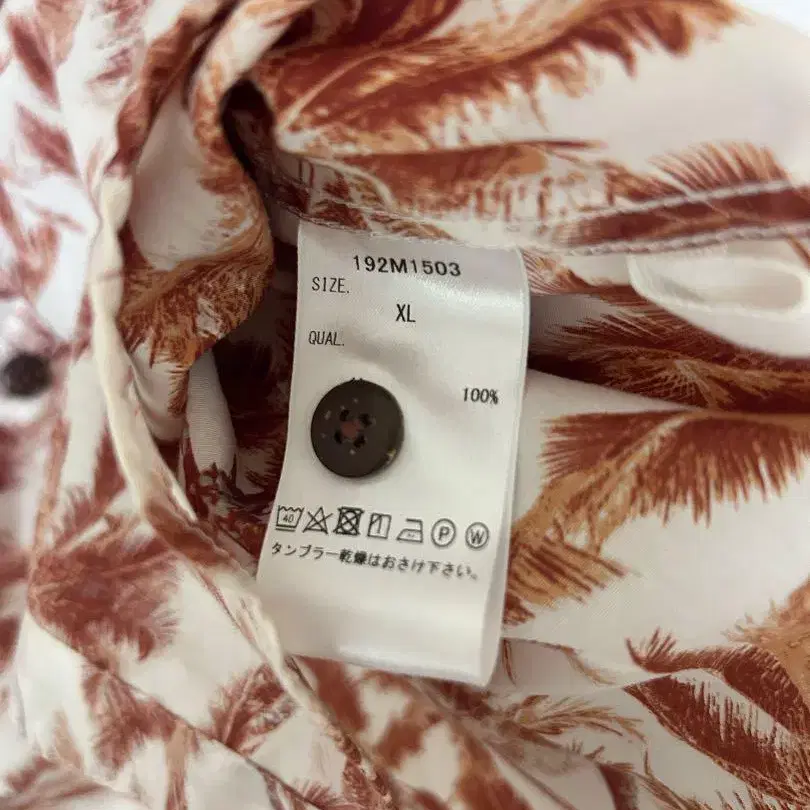 192M1503
SIZE.
XL
QUAL.
100%
40
P W
タンブラー乾燥はおさけ下さい。